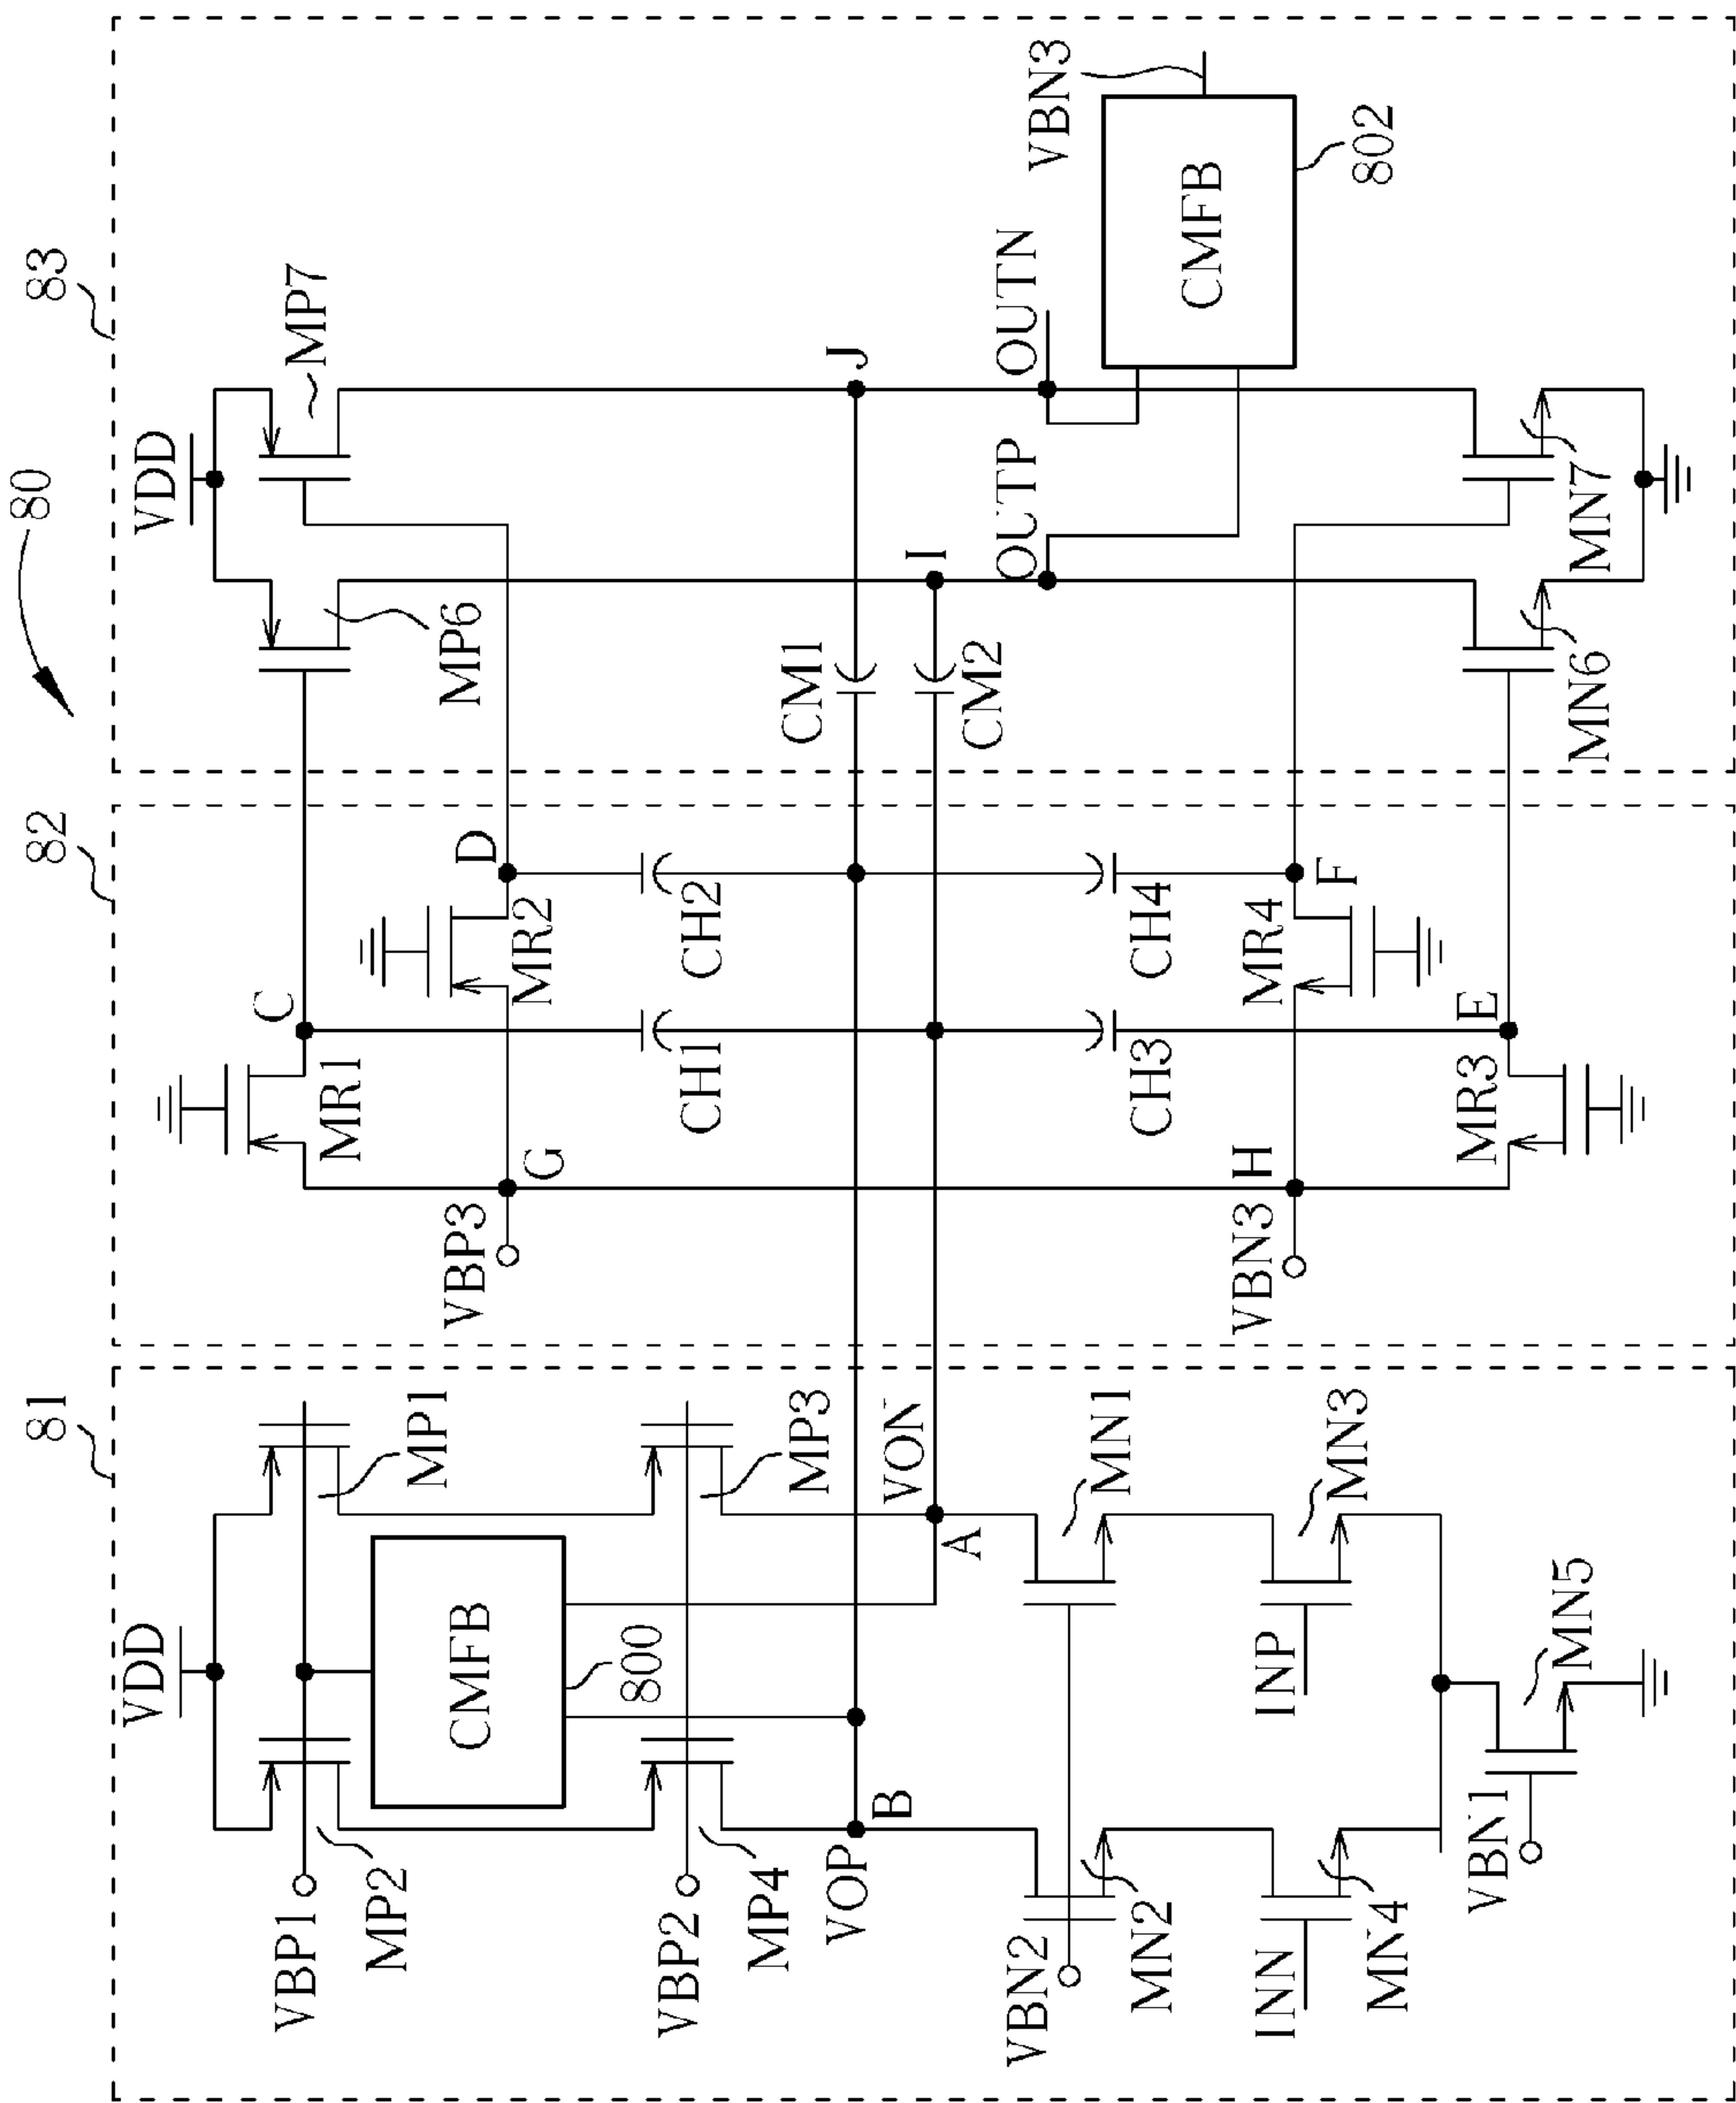 80
81
82
83
VDD
VBP1
MP2
MP1
CMFB
800
VBP2
MP4
MP3
VOP
B
VON
A
VBN2
MN2
MN1
INN
MN4
INP
MN3
VBN1
MN5
MR1
C
VBP3
G
MR2
D
CH1
CH2
CH3
CH4
VBN3
H
MR4
F
MR3
E
VDD
MP6
MP7
CM1
J
CM2
I
OUTP
OUTN
CMFB
VBN3
802
MN6
MN7